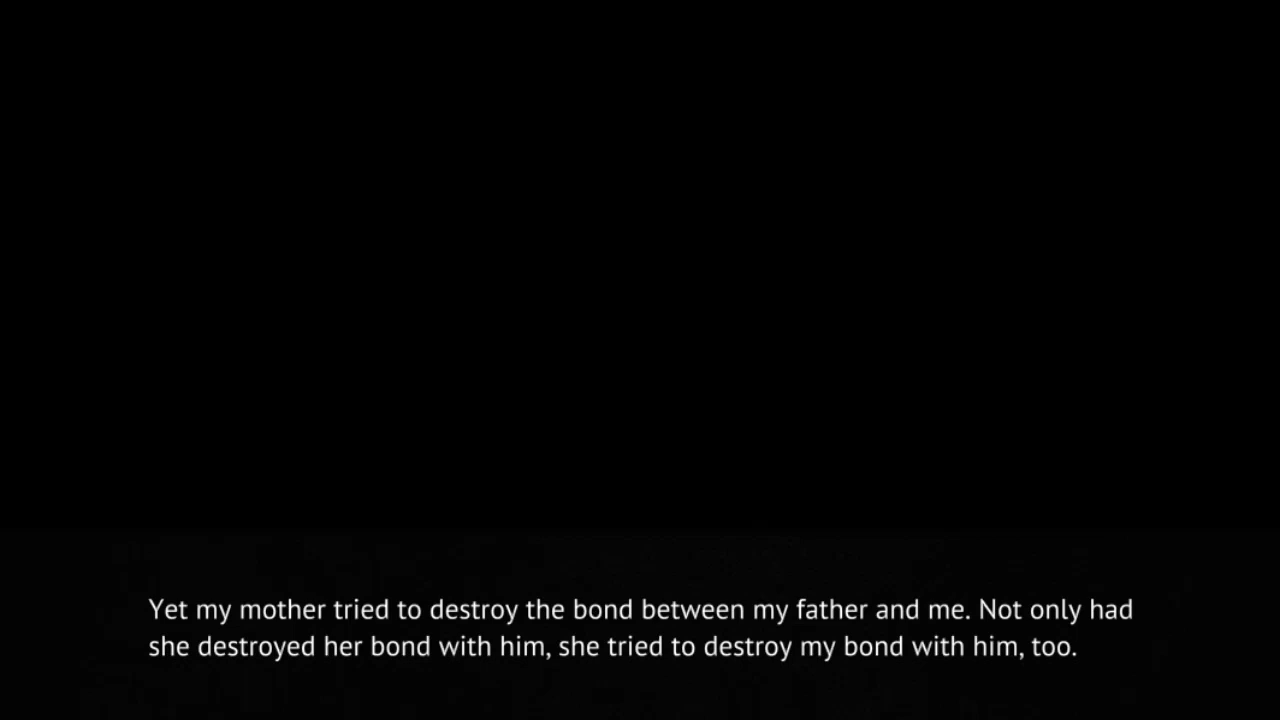 Yet my mother tried to destroy the bond between my father and me. Not only had
she destroyed her bond with him, she tried to destroy my bond with him, too.